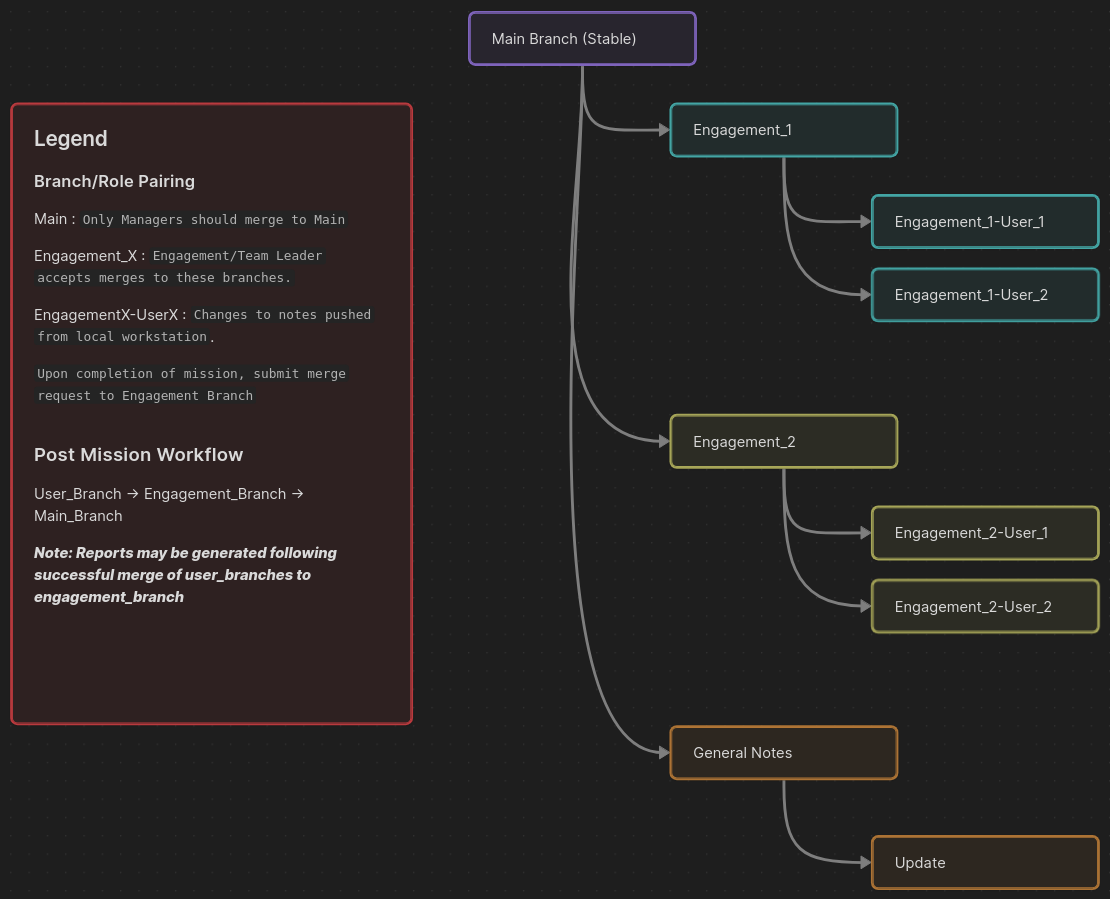 Main Branch (Stable)
Legend
Branch/Role Pairing
Main : Only Managers should merge to Main
Engagement_X : Engagement/Team Leader
accepts merges to these branches.
EngagementX-UserX : Changes to notes pushed
from local workstation.
Upon completion of mission, submit merge
request to Engagement Branch
Post Mission Workflow
User_Branch → Engagement_Branch →
Main_Branch
Note: Reports may be generated following
successful merge of user_branches to
engagement_branch
Engagement_1
Engagement_1-User_1
Engagement_1-User_2
Engagement_2
Engagement_2-User_1
Engagement_2-User_2
General Notes
Update